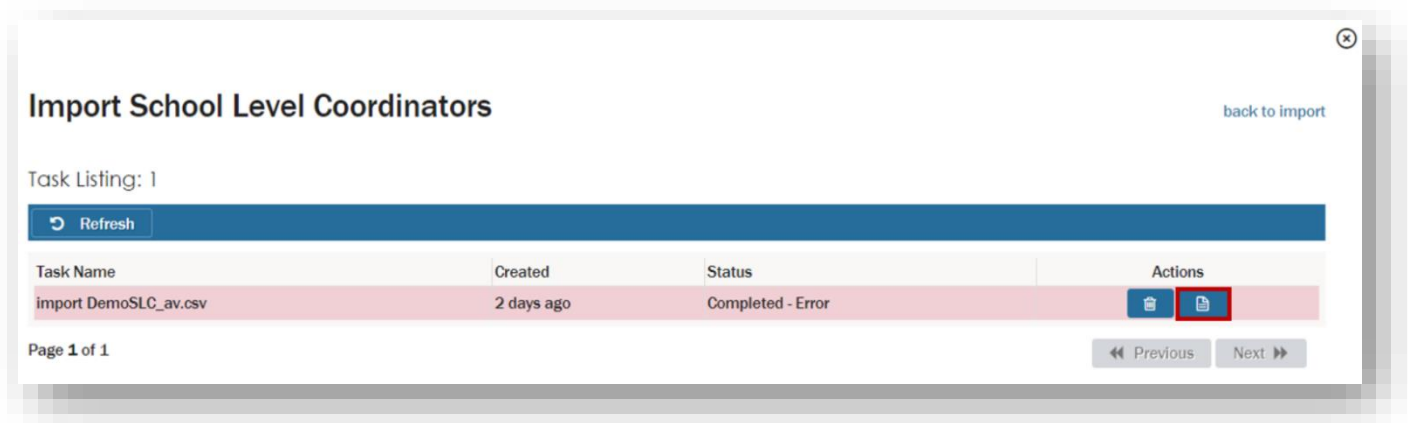 Import School Level Coordinators
back to import
Task Listing: 1
Refresh
Task Name Created Status Actions
import DemoSLC_av.csv 2 days ago Completed - Error
Page 1 of 1 Previous Next